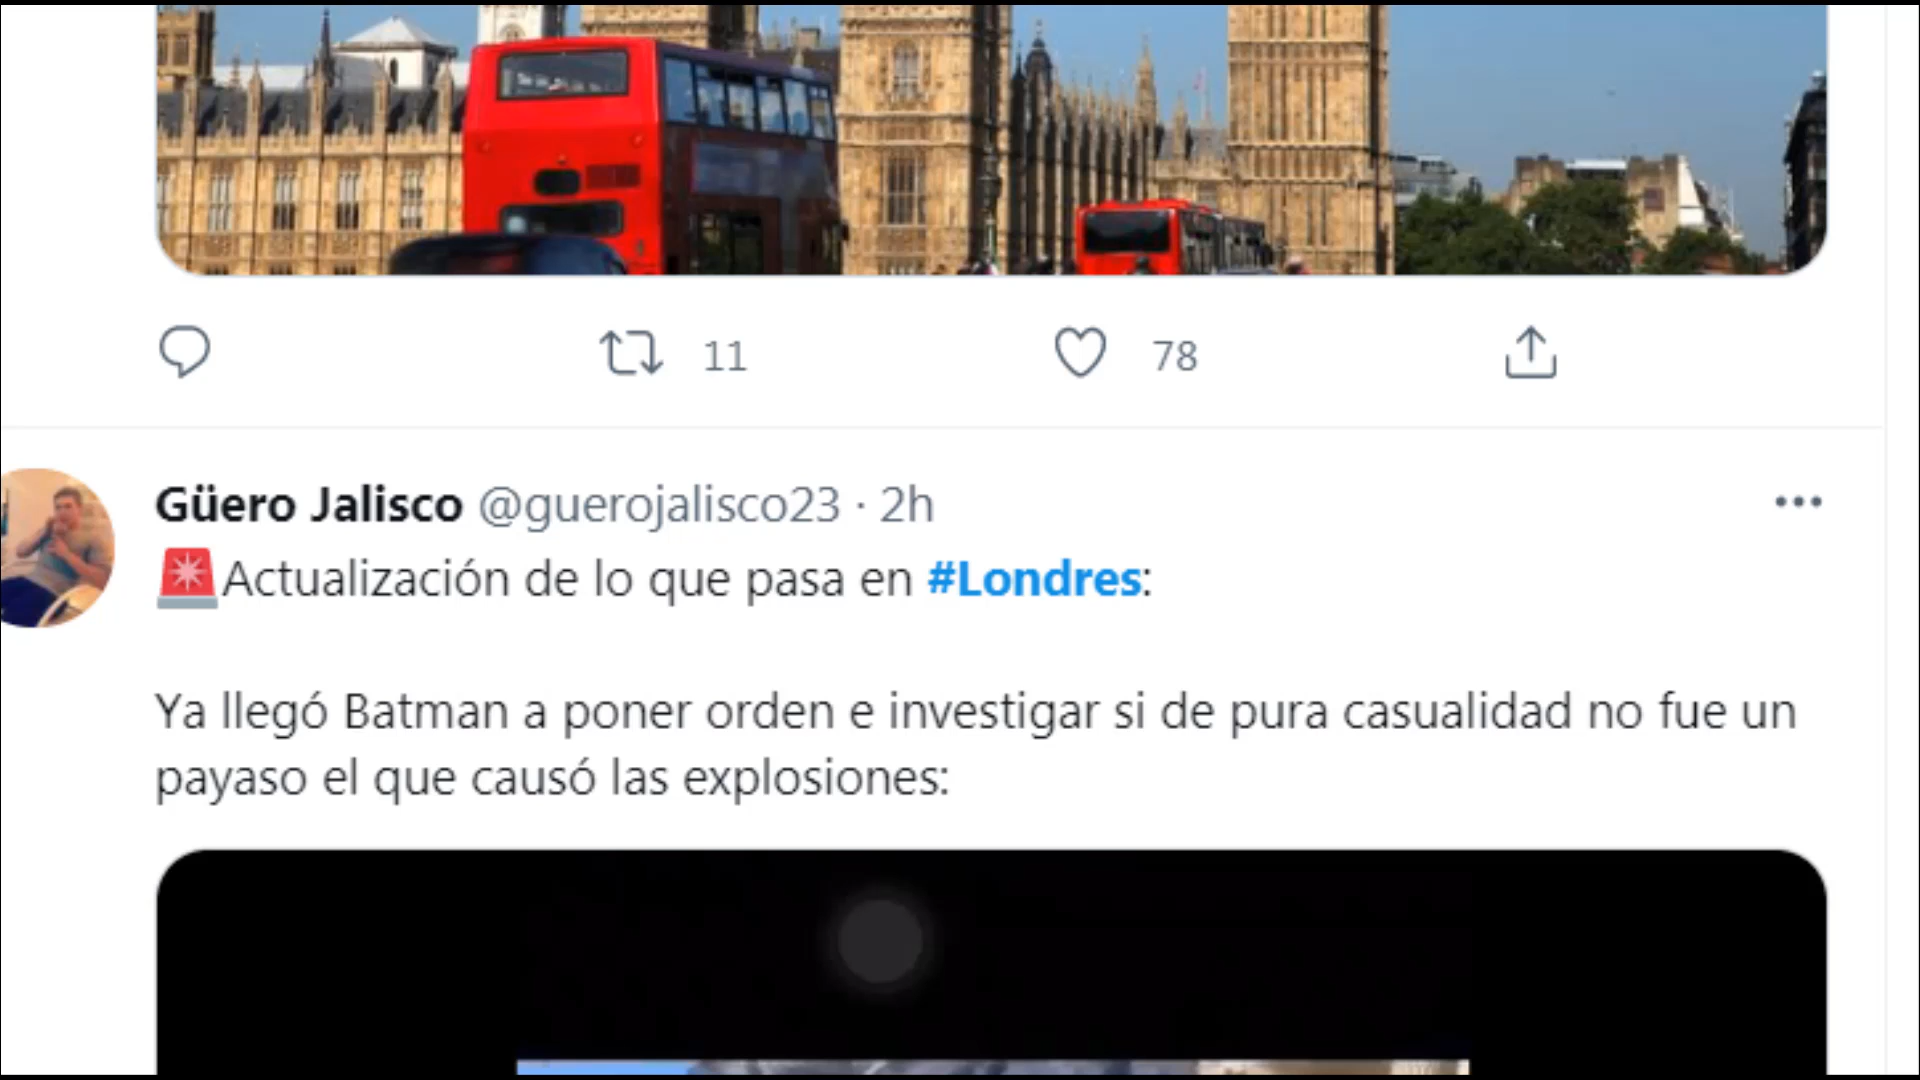 11
78
Güero Jalisco @guerojalisco23 · 2h
🚨Actualización de lo que pasa en #Londres:
Ya llegó Batman a poner orden e investigar si de pura casualidad no fue un
payaso el que causó las explosiones: